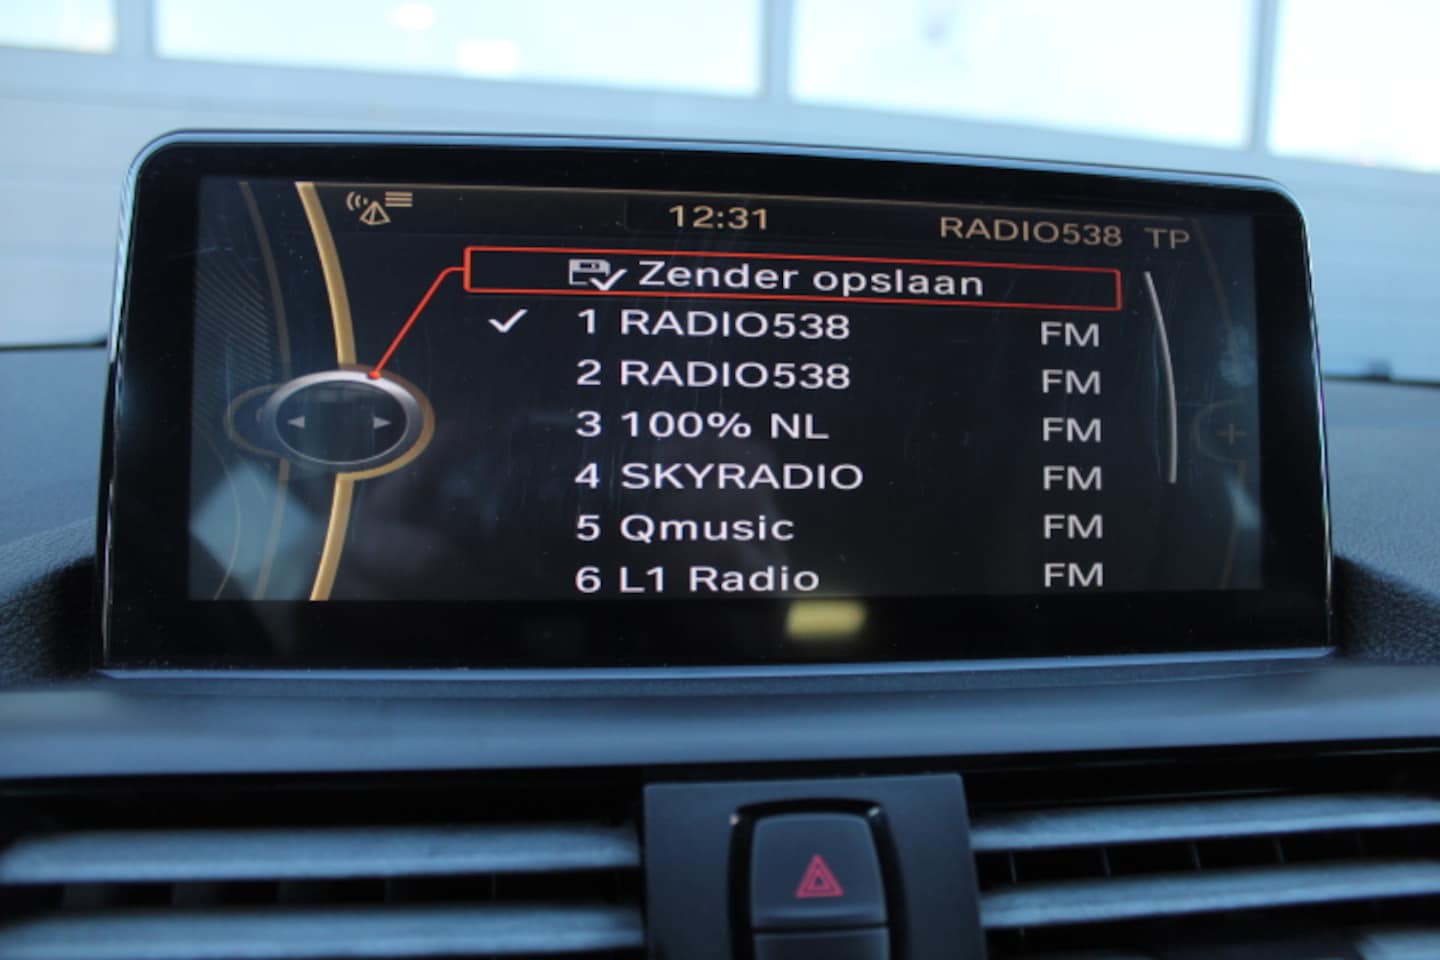 12:31 RADIO538 TP
Zender opslaan
1 RADIO538 FM
2 RADIO538 FM
3 100% NL FM
4 SKYRADIO FM
5 Qmusic FM
6 L1 Radio FM